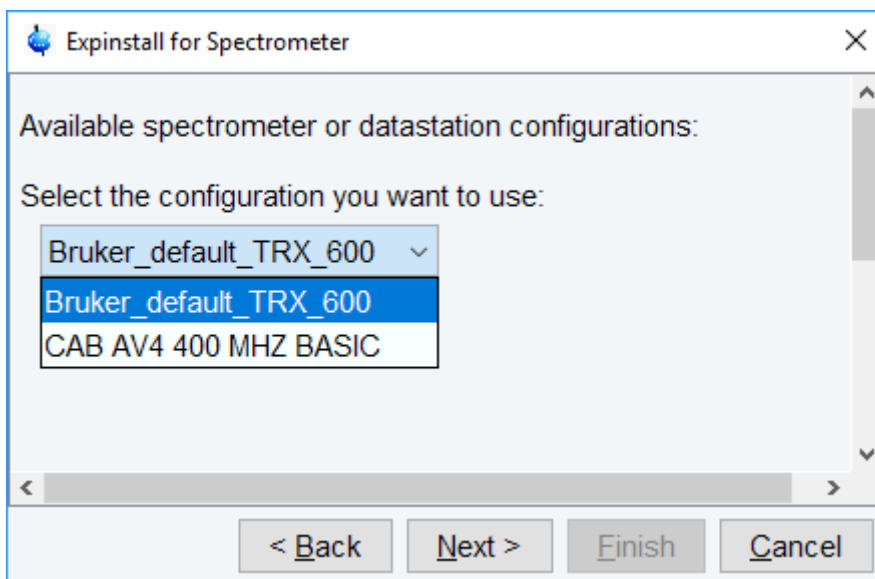 Expinstall for Spectrometer
Available spectrometer or datastation configurations:
Select the configuration you want to use:
Bruker_default_TRX_600
Bruker_default_TRX_600
CAB AV4 400 MHZ BASIC
< Back Next > Finish Cancel